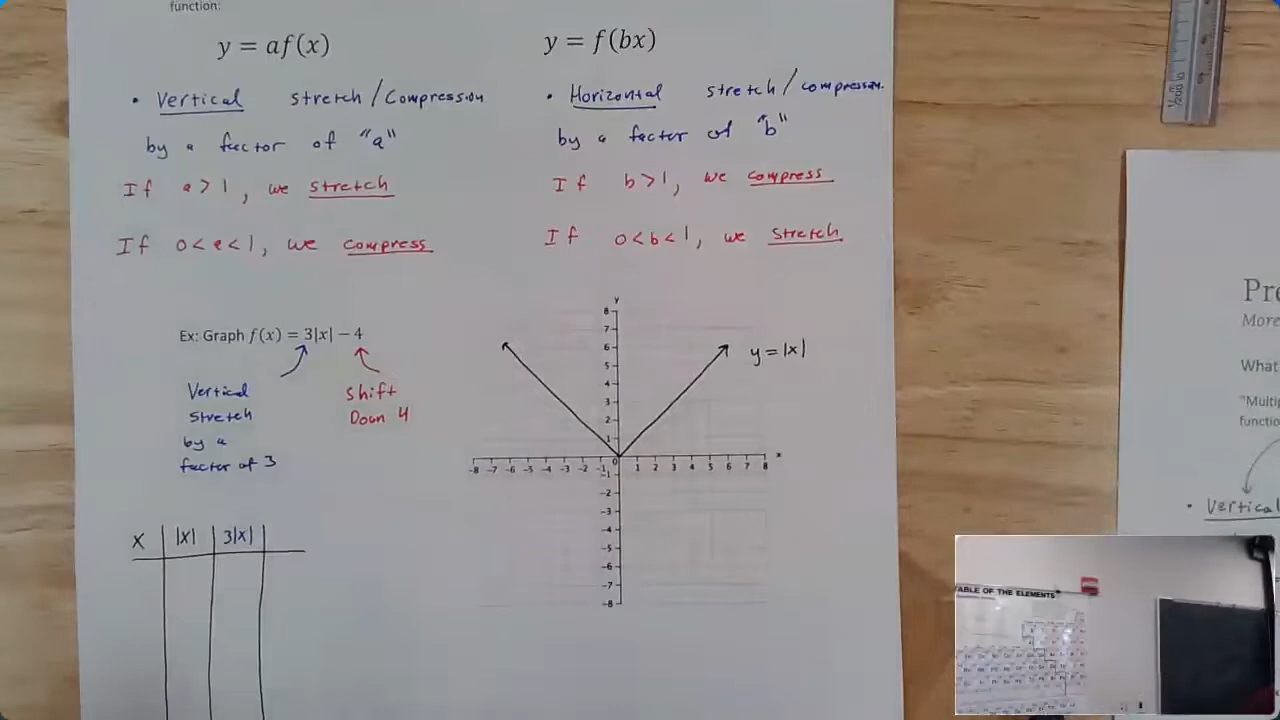 function:
y = af(x)
y = f(bx)
• Vertical stretch/Compression
by a factor of "a"
If a > 1, we stretch
If 0 < a < 1, we compress
• Horizontal stretch/compression.
by a factor of "b"
If b > 1, we compress
If 0 < b < 1, we stretch
Ex: Graph f(x) = 3|x| − 4
Vertical
Stretch
by a
factor of 3
Shift
Down 4
y
8
7
6
5
4
3
2
1
0
-8 -7 -6 -5 -4 -3 -2 -1 1 2 3 4 5 6 7 8 x
-1
-2
-3
-4
-5
-6
-7
-8
y = |x|
x |x| 3|x|
Pre
More
What
"Multip
function
• Vertical
TABLE OF THE ELEMENTS